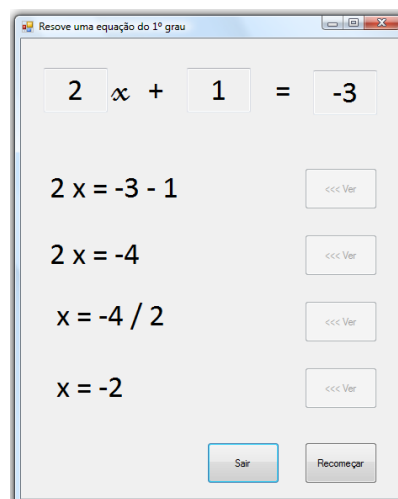 Resove uma equação do 1º grau
2 x + 1 = -3
2 x = -3 - 1 <<< Ver
2 x = -4 <<< Ver
x = -4 / 2 <<< Ver
x = -2 <<< Ver
Sair Recomeçar